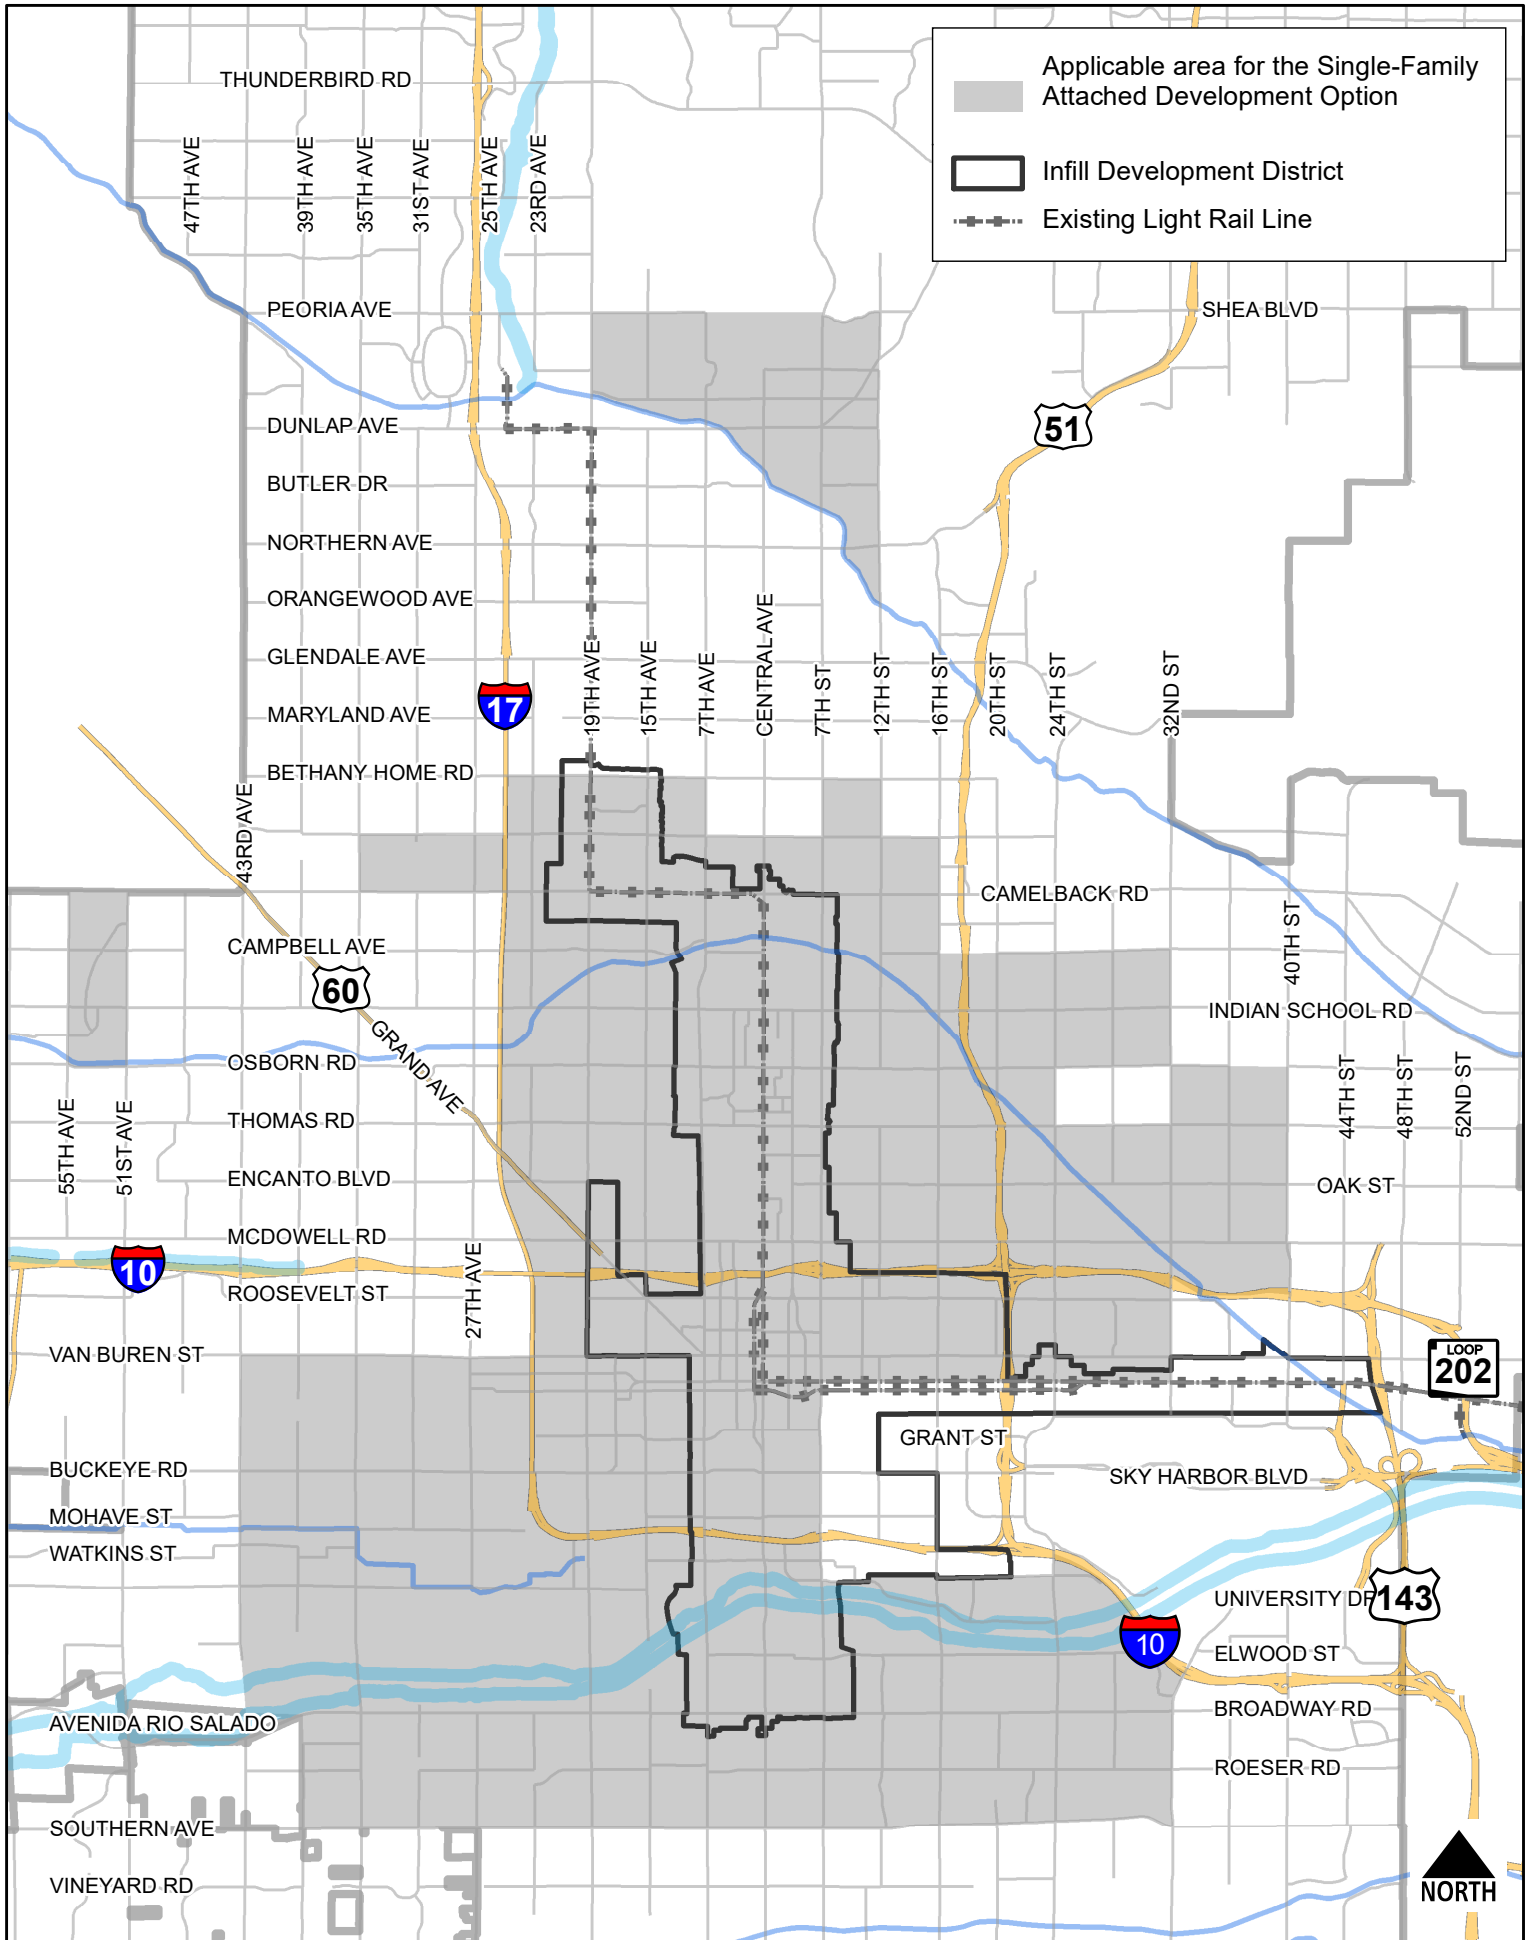 Applicable area for the Single-Family
Attached Development Option
Infill Development District
Existing Light Rail Line
THUNDERBIRD RD
47TH AVE
39TH AVE
35TH AVE
31ST AVE
25TH AVE
23RD AVE
PEORIA AVE
SHEA BLVD
DUNLAP AVE
51
BUTLER DR
NORTHERN AVE
ORANGEWOOD AVE
GLENDALE AVE
MARYLAND AVE
17
19TH AVE
15TH AVE
7TH AVE
CENTRAL AVE
7TH ST
12TH ST
16TH ST
20TH ST
24TH ST
32ND ST
BETHANY HOME RD
43RD AVE
CAMELBACK RD
CAMPBELL AVE
40TH ST
60
INDIAN SCHOOL RD
GRAND AVE
OSBORN RD
44TH ST
48TH ST
52ND ST
55TH AVE
51ST AVE
THOMAS RD
ENCANTO BLVD
OAK ST
MCDOWELL RD
10
27TH AVE
ROOSEVELT ST
VAN BUREN ST
LOOP
202
GRANT ST
BUCKEYE RD
SKY HARBOR BLVD
MOHAVE ST
WATKINS ST
UNIVERSITY DR
143
10
ELWOOD ST
BROADWAY RD
AVENIDA RIO SALADO
ROESER RD
SOUTHERN AVE
VINEYARD RD
NORTH